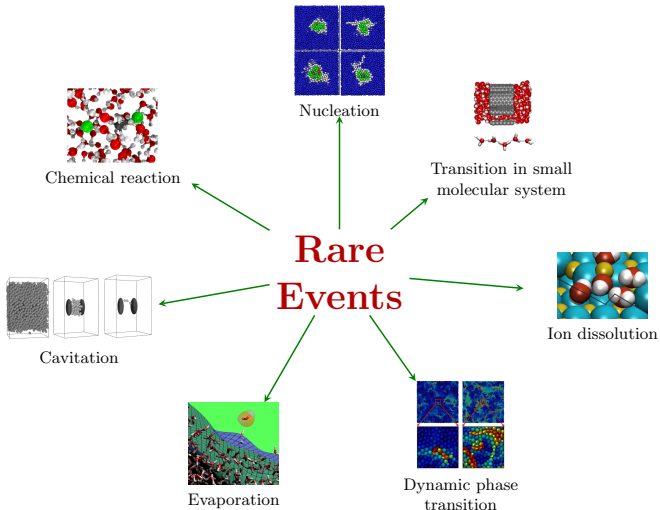 Nucleation
Chemical reaction
Transition in small
molecular system
Rare
Events
Ion dissolution
Cavitation
Evaporation
Dynamic phase
transition